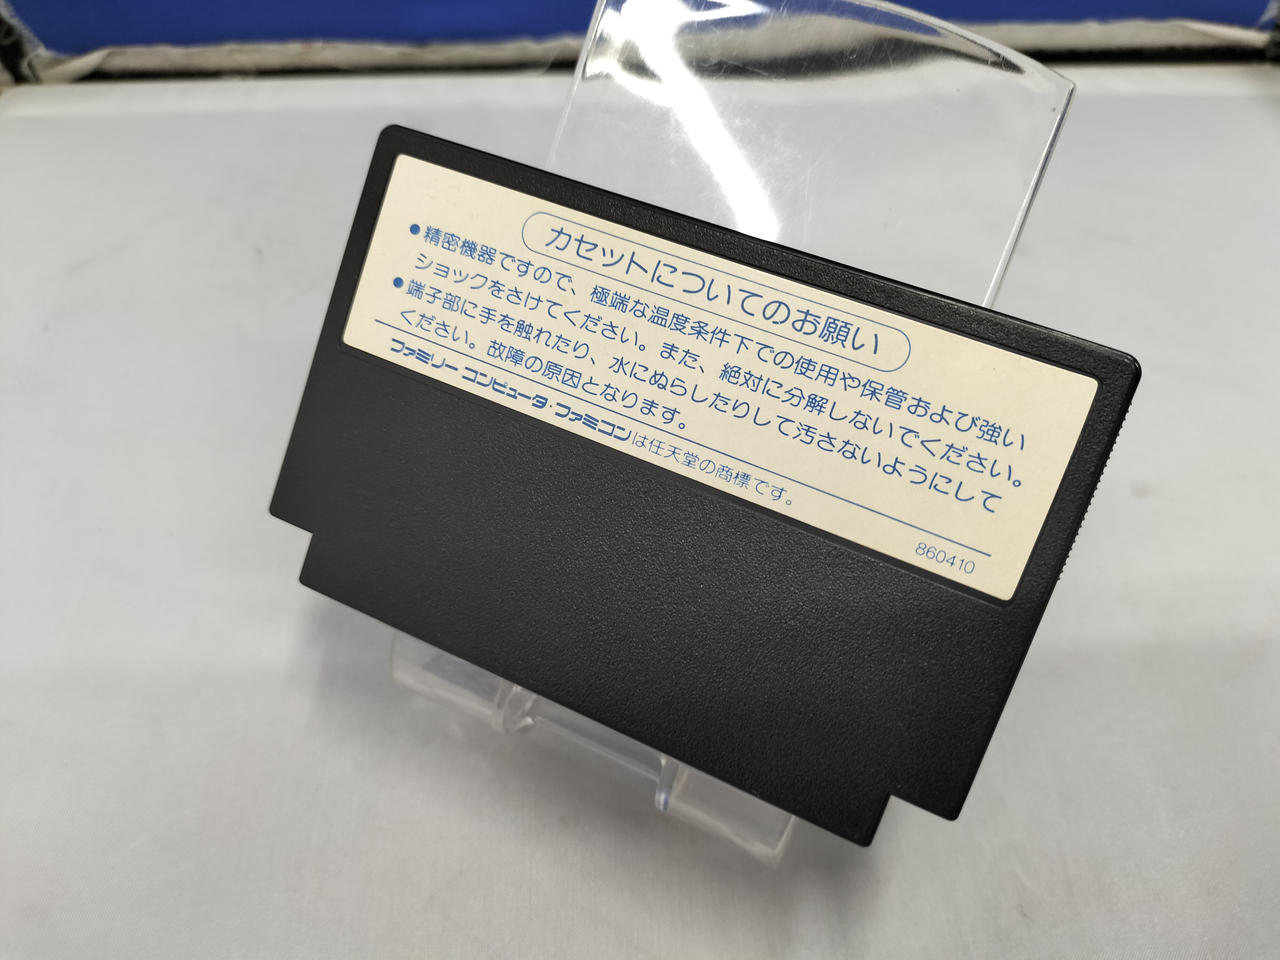 カセットについてのお願い
●精密機器ですので、極端な温度条件下での使用や保管および強い
ショックをさけてください。また、絶対に分解しないでください。
●端子部に手を触れたり、水にぬらしたりして汚さないようにして
ください。故障の原因となります。
ファミリー コンピュータ・ファミコンは任天堂の商標です。
860410